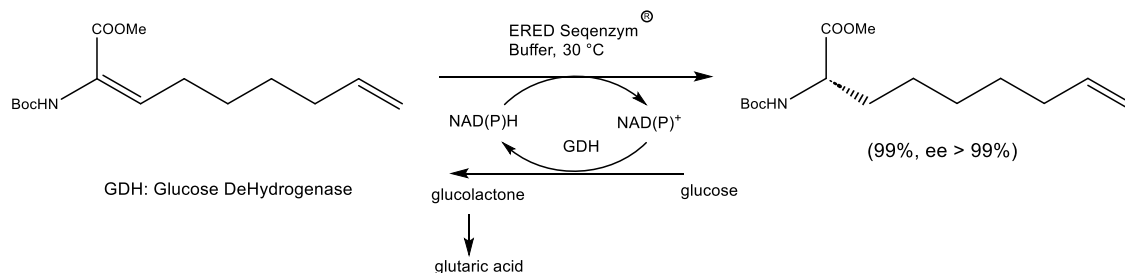 COOMe
BocHN
ERED Seqenzym ®
Buffer, 30 °C
NAD(P)H
NAD(P)+
GDH
glucolactone
glucose
glutaric acid
GDH: Glucose DeHydrogenase
COOMe
BocHN
(99%, ee > 99%)